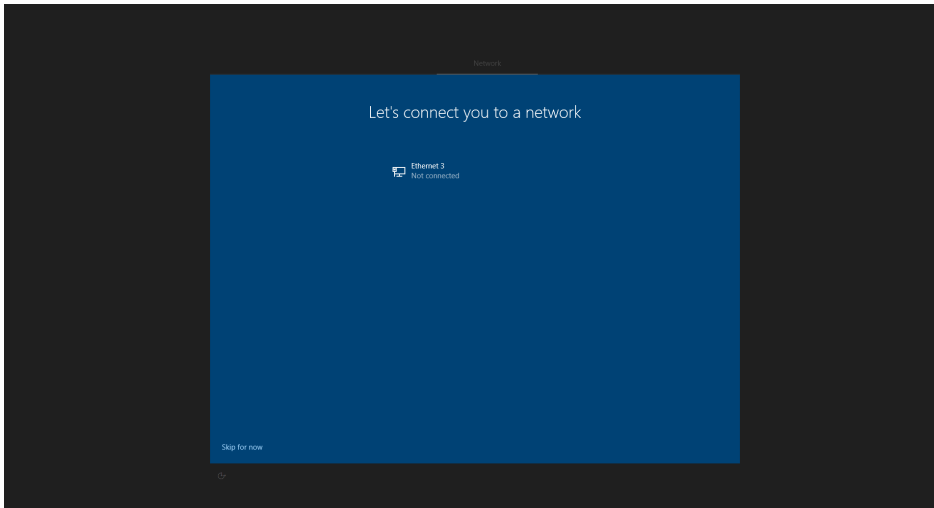 Network
Let's connect you to a network
Ethernet 3
Not connected
Skip for now